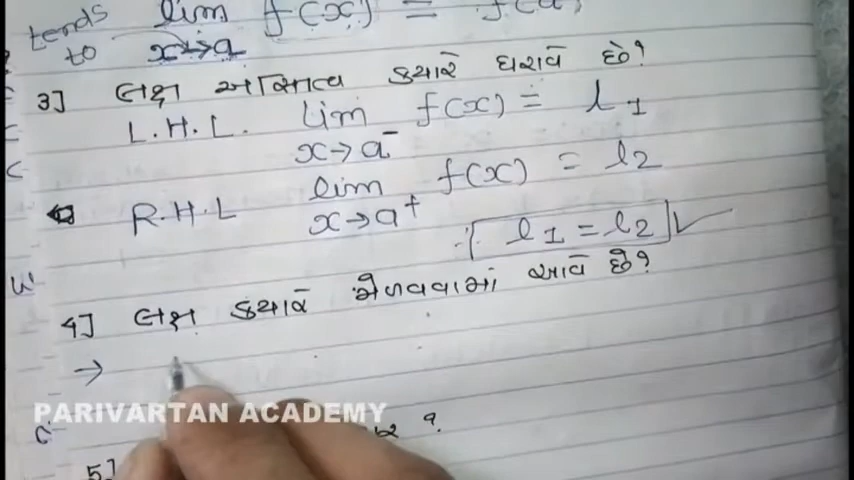 tends lim f(x) = f(a)
to x→a
3] લક્ષ અસ્તિત્વ ક્યારે ધરાવે છે?
L.H.L. lim f(x) = l1
x→a⁻
R.H.L lim f(x) = l2
x→a⁺
l1 = l2 ✓
4] લક્ષ ક્યારે મેળવવામાં આવે છે?
→
PARIVARTAN ACADEMY
5]